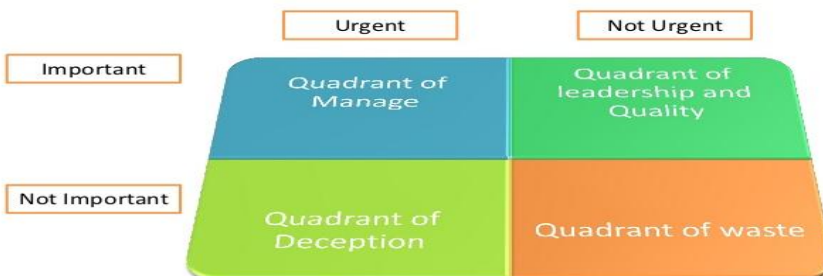 Urgent
Not Urgent
Important
Quadrant of
Manage
Quadrant of
leadership and
Quality
Not Important
Quadrant of
Deception
Quadrant of waste